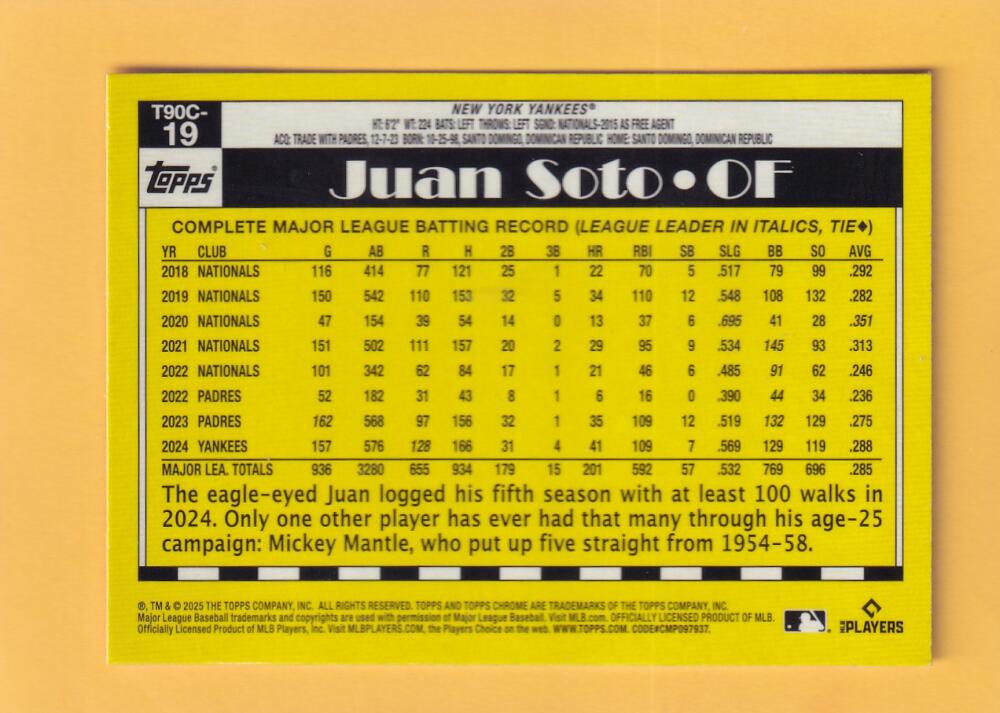 T90C-
19
NEW YORK YANKEES®
HT: 6'2" WT: 224 BATS: LEFT THROWS: LEFT SGND: NATIONALS-2015 AS FREE AGENT
ACQ: TRADE WITH PADRES, 12-7-23 BORN: 10-25-98, SANTO DOMINGO, DOMINICAN REPUBLIC HOME: SANTO DOMINGO, DOMINICAN REPUBLIC
Topps®
Juan Soto • OF
COMPLETE MAJOR LEAGUE BATTING RECORD (LEAGUE LEADER IN ITALICS, TIE♦)
YR CLUB G AB R H 2B 3B HR RBI SB SLG BB SO AVG
2018 NATIONALS 116 414 77 121 25 1 22 70 5 .517 79 99 .292
2019 NATIONALS 150 542 110 153 32 5 34 110 12 .548 108 132 .282
2020 NATIONALS 47 154 39 54 14 0 13 37 6 .695 41 28 .351
2021 NATIONALS 151 502 111 157 20 2 29 95 9 .534 145 93 .313
2022 NATIONALS 101 342 62 84 17 1 21 46 6 .485 91 62 .246
2022 PADRES 52 182 31 43 8 1 6 16 0 .390 44 34 .236
2023 PADRES 162 568 97 156 32 1 35 109 12 .519 132 129 .275
2024 YANKEES 157 576 128 166 31 4 41 109 7 .569 129 119 .288
MAJOR LEA. TOTALS 936 3280 655 934 179 15 201 592 57 .532 769 696 .285
The eagle-eyed Juan logged his fifth season with at least 100 walks in
2024. Only one other player has ever had that many through his age-25
campaign: Mickey Mantle, who put up five straight from 1954-58.
®, TM & © 2025 THE TOPPS COMPANY, INC. ALL RIGHTS RESERVED. TOPPS AND TOPPS CHROME ARE TRADEMARKS OF THE TOPPS COMPANY, INC.
Major League Baseball trademarks and copyrights are used with permission of Major League Baseball. Visit MLB.com. OFFICIALLY LICENSED PRODUCT OF MLB.
Officially Licensed Product of MLB Players, Inc. Visit MLBPLAYERS.COM, the Players Choice on the web. WWW.TOPPS.COM. CODE#CMP097937.
MLB PLAYERS